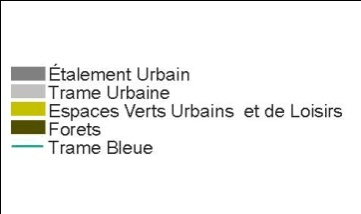 Étalement Urbain
Trame Urbaine
Espaces Verts Urbains et de Loisirs
Forets
Trame Bleue